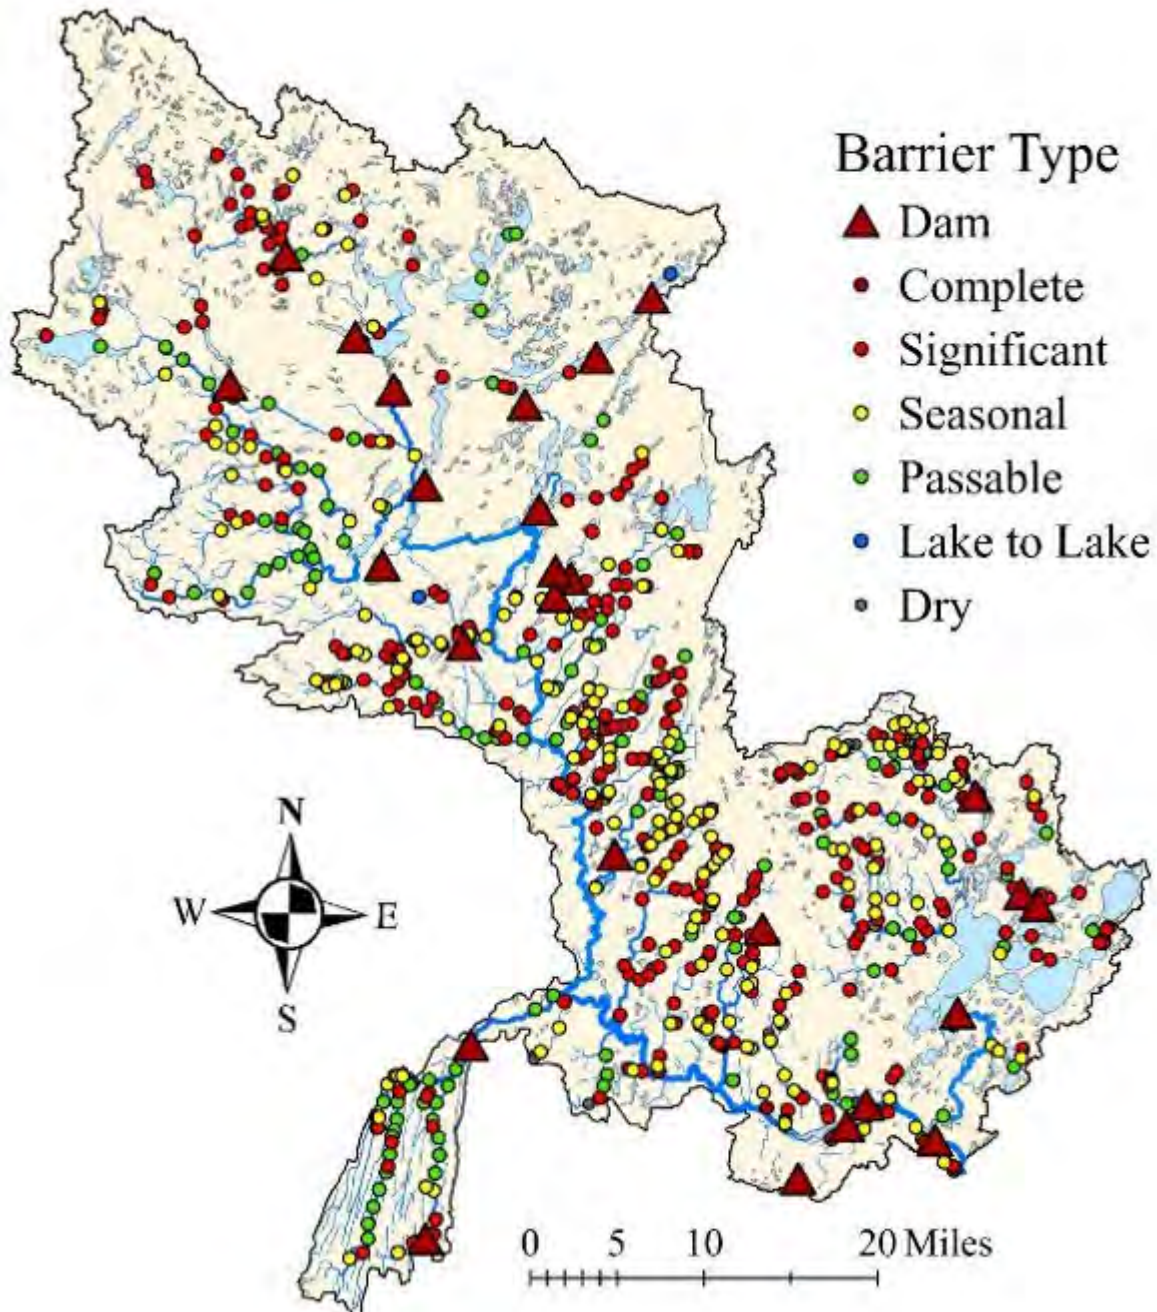 Barrier Type
Dam
Complete
Significant
Seasonal
Passable
Lake to Lake
Dry
N
W E
S
0 5 10 20 Miles